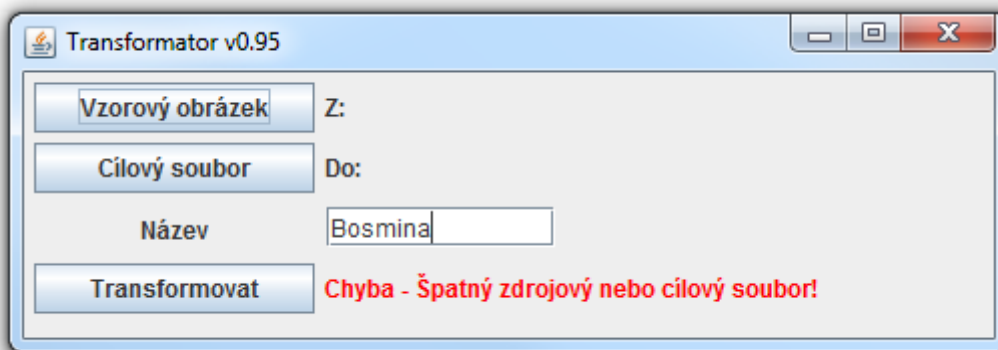 Transformator v0.95
Vzorový obrázek Z:
Cílový soubor Do:
Název Bosmina
Transformovat Chyba - Špatný zdrojový nebo cílový soubor!